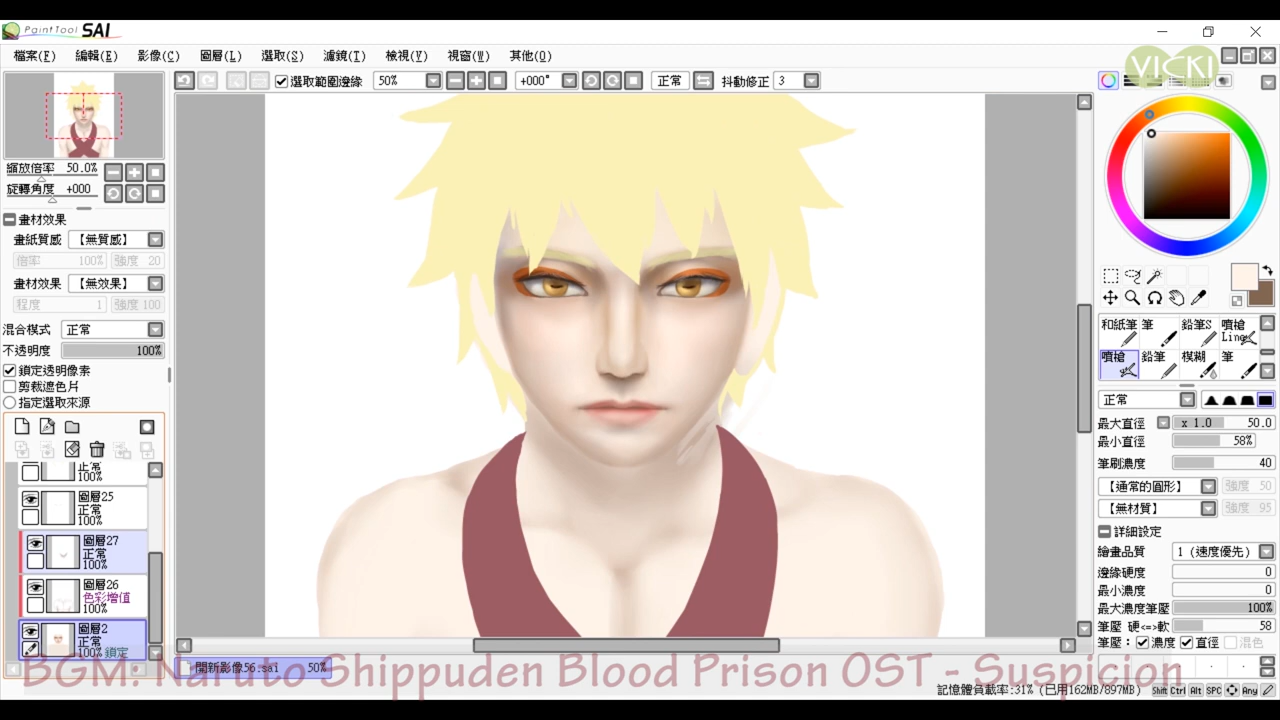 PaintTool SAI
檔案(F) 編輯(E) 影像(C) 圖層(L) 選取(S) 濾鏡(T) 檢視(V) 視窗(W) 其他(O)
VICKI
選取範圍邊緣 50% +000° 正常 抖動修正 3
縮放倍率 50.0%
旋轉角度 +000
畫材效果
畫紙質感 【無質感】
倍率 100% 強度 20
畫材效果 【無效果】
程度 1 強度 100
混合模式 正常
不透明度 100%
鎖定透明像素
剪裁遮色片
指定選取來源
正常
100%
圖層25
正常
100%
圖層27
正常
100%
圖層26
色彩增值
100%
圖層2
正常
100% 鎖定
和紙筆 筆 鉛筆S 噴槍Line
噴槍 鉛筆 模糊 筆
正常
最大直徑 x 1.0 50.0
最小直徑 58%
筆刷濃度 40
【通常的圓形】 強度 50
【無材質】 強度 95
詳細設定
繪畫品質 1 (速度優先)
邊緣硬度 0
最小濃度 0
最大濃度筆壓 100%
筆壓 硬<=>軟 58
筆壓： 濃度 直徑 混色
開新影像56.sai 50%
BGM: Naruto Shippuden Blood Prison OST - Suspicion
記憶體負載率:31% (已用162MB/897MB) Shft Ctrl Alt SPC Any